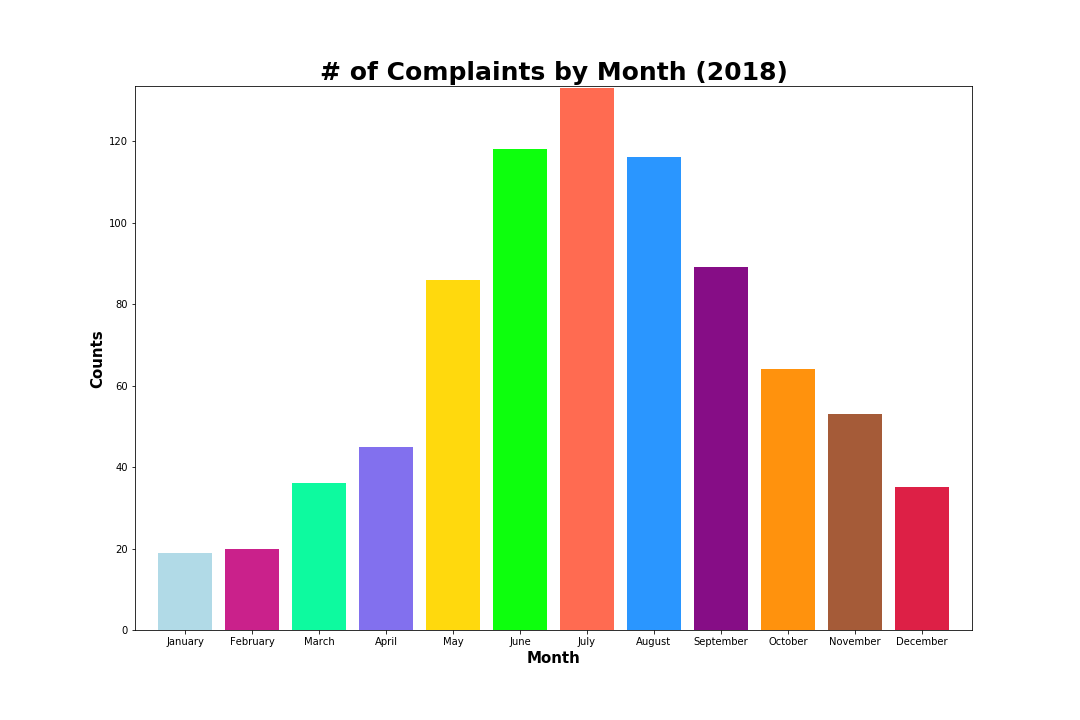 # of Complaints by Month (2018)
Counts
120
100
80
60
40
20
0
January February March April May June July August September October November December
Month